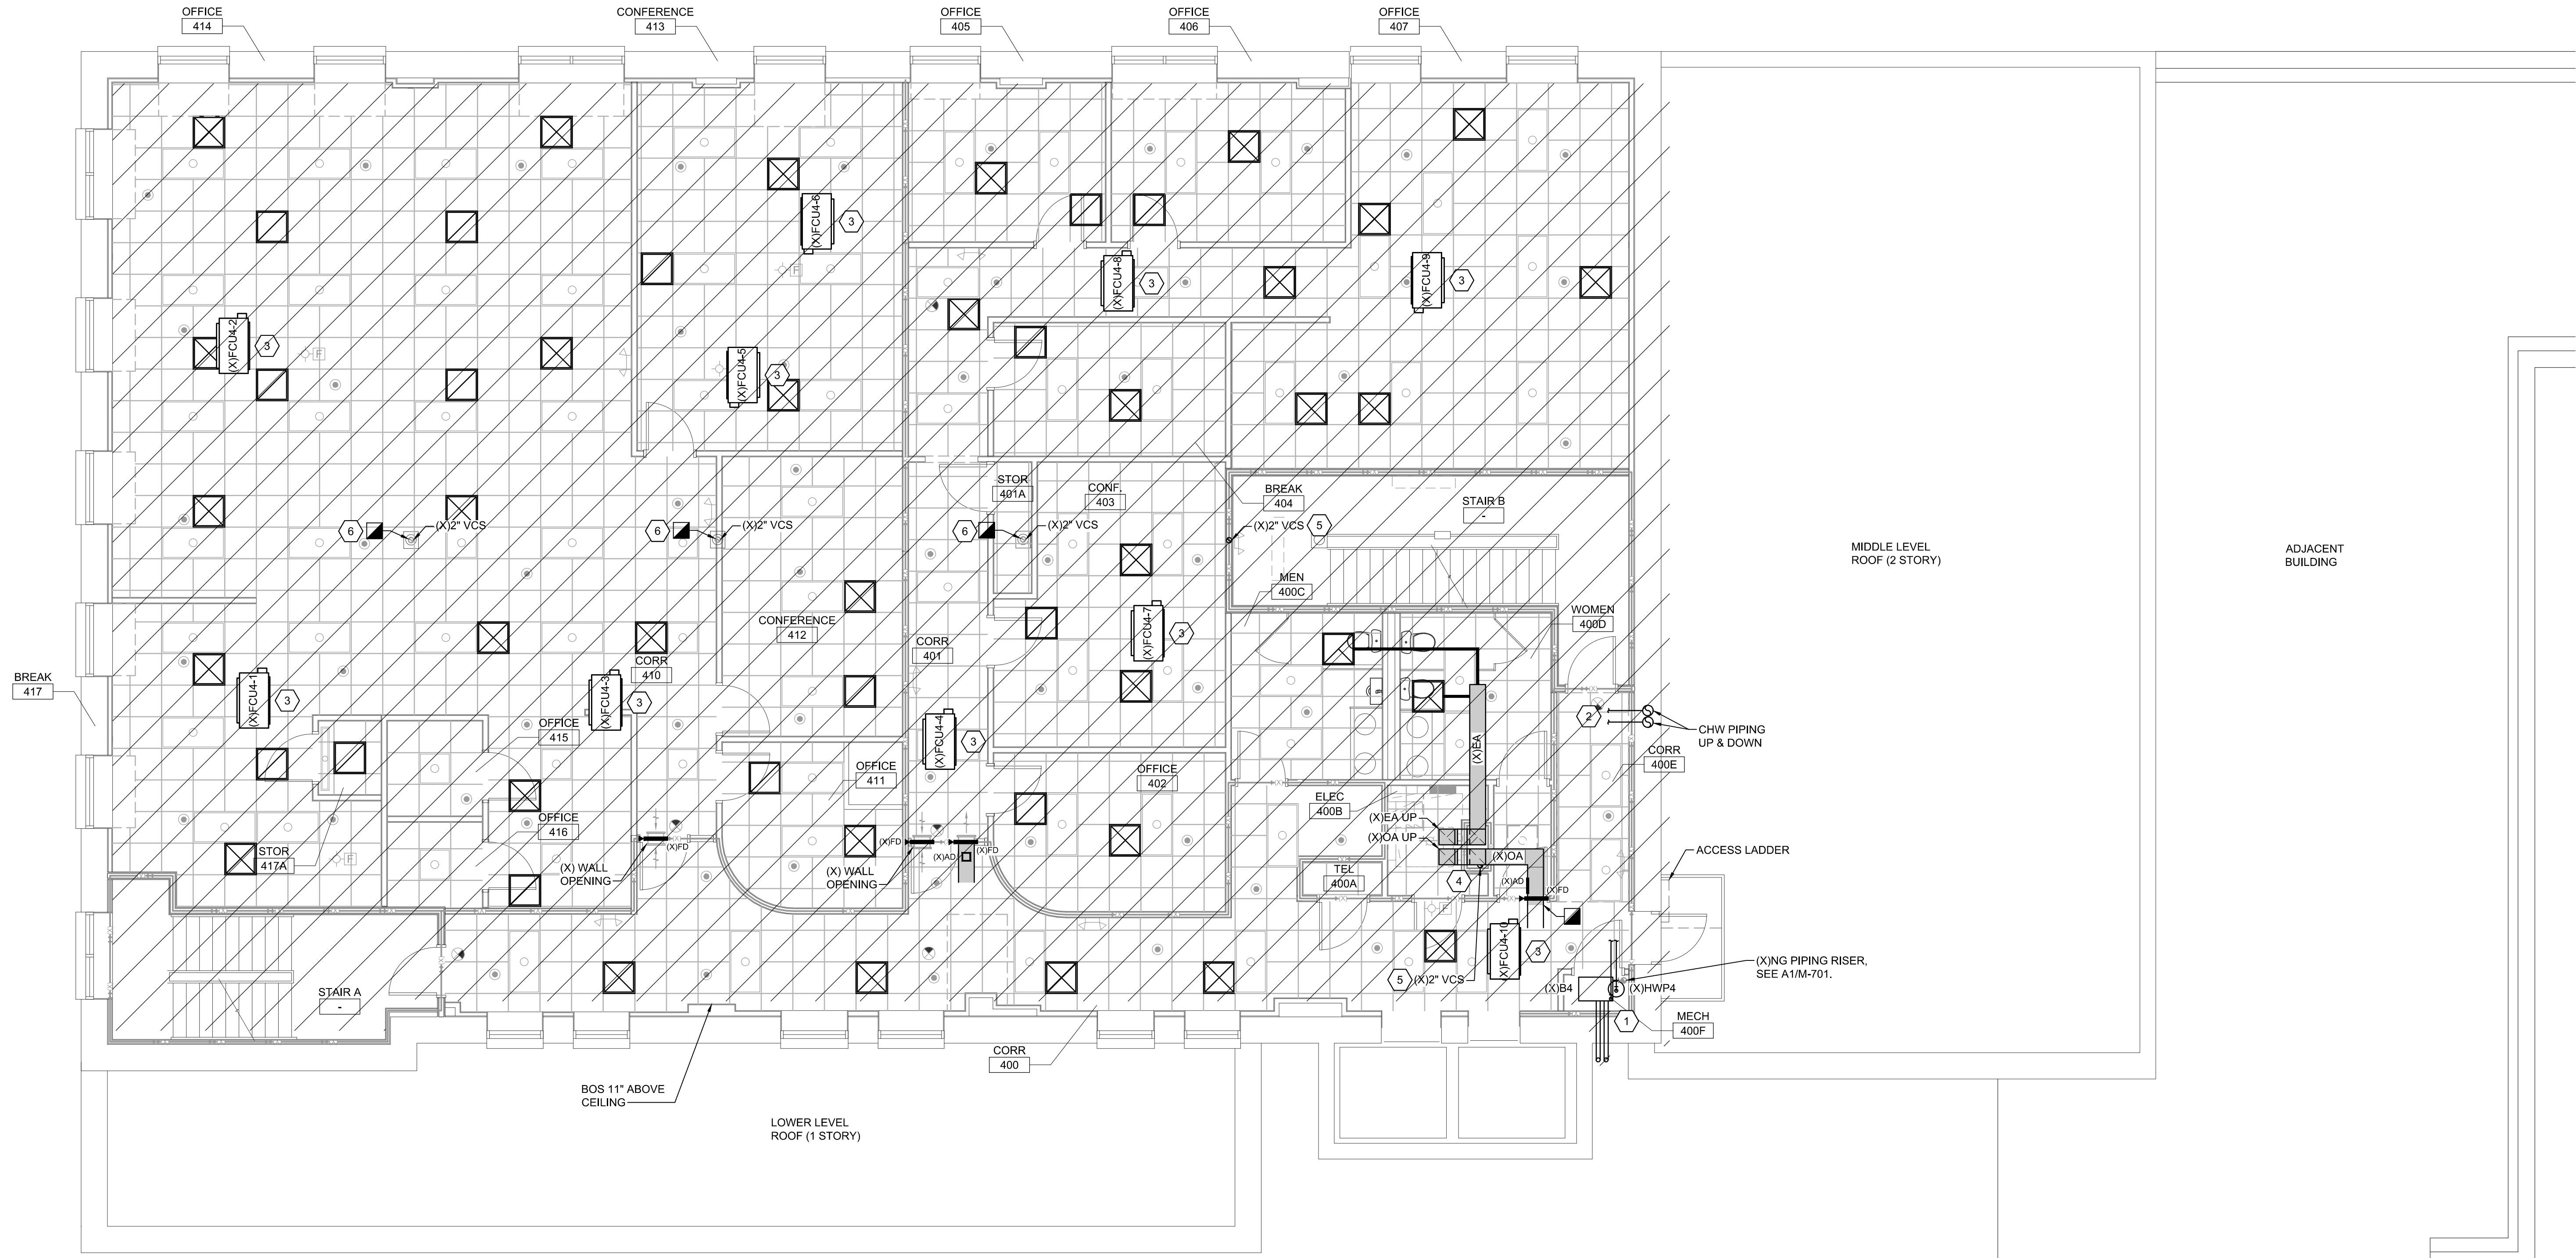 OFFICE
414
CONFERENCE
413
OFFICE
405
OFFICE
406
OFFICE
407
(X)FCU4-6
3
(X)FCU4-8
3
(X)FCU4-9
3
F
(X)FCU4-2
3
F
(X)FCU4-5
3
STOR
401A
CONF.
403
BREAK
404
STAIR B
-
6
(X)2" VCS
6
(X)2" VCS
6
(X)2" VCS
(X)2" VCS
5
MIDDLE LEVEL
ROOF (2 STORY)
ADJACENT
BUILDING
MEN
400C
WOMEN
400D
CONFERENCE
412
CORR
401
(X)FCU4-7
3
CORR
410
BREAK
417
(X)FCU4-1
3
(X)FCU4-3
3
OFFICE
415
(X)FCU4-4
3
(X)EA
2
CHW PIPING
UP & DOWN
CORR
400E
OFFICE
411
OFFICE
402
ELEC
400B
OFFICE
416
(X)EA UP
(X)OA UP
(X)OA
STOR
417A
F
(X) WALL
OPENING
(X)FD
(X) WALL
OPENING
(X)FD
(X)AD
(X)FD
TEL
400A
4
(X)AD
(X)FD
ACCESS LADDER
F
(X)FCU4-10
3
5
(X)2" VCS
(X)NG PIPING RISER,
SEE A1/M-701.
(X)B4
(X)HWP4
STAIR A
-
1
MECH
400F
CORR
400
BOS 11" ABOVE
CEILING
LOWER LEVEL
ROOF (1 STORY)